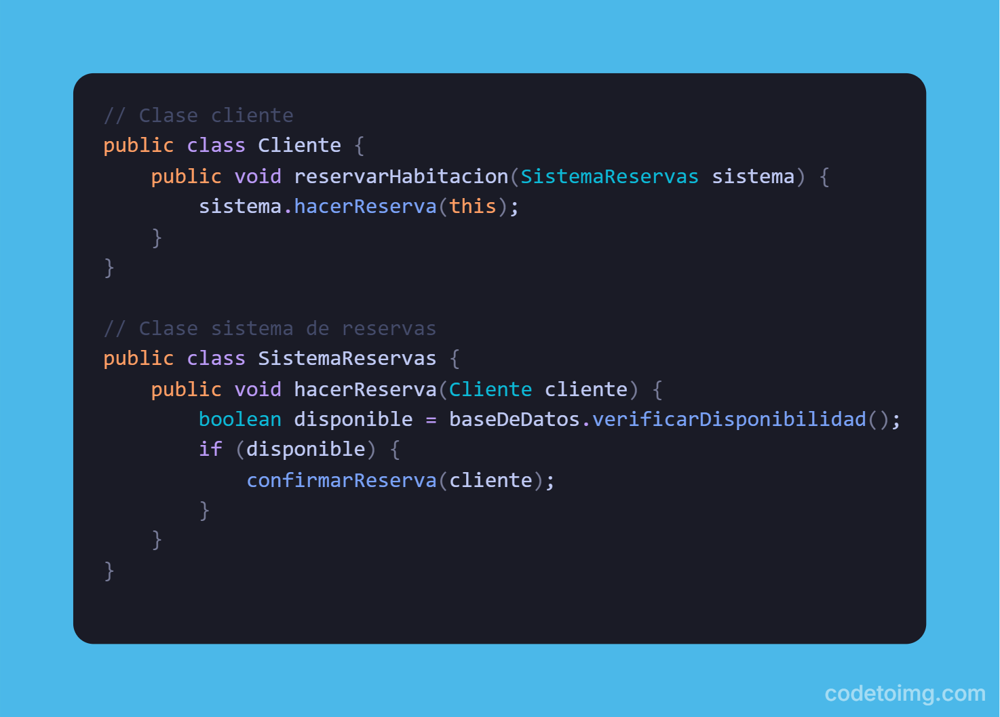 // Clase cliente
public class Cliente {
    public void reservarHabitacion(SistemaReservas sistema) {
        sistema.hacerReserva(this);
    }
}

// Clase sistema de reservas
public class SistemaReservas {
    public void hacerReserva(Cliente cliente) {
        boolean disponible = baseDeDatos.verificarDisponibilidad();
        if (disponible) {
            confirmarReserva(cliente);
        }
    }
}
codetoimg.com